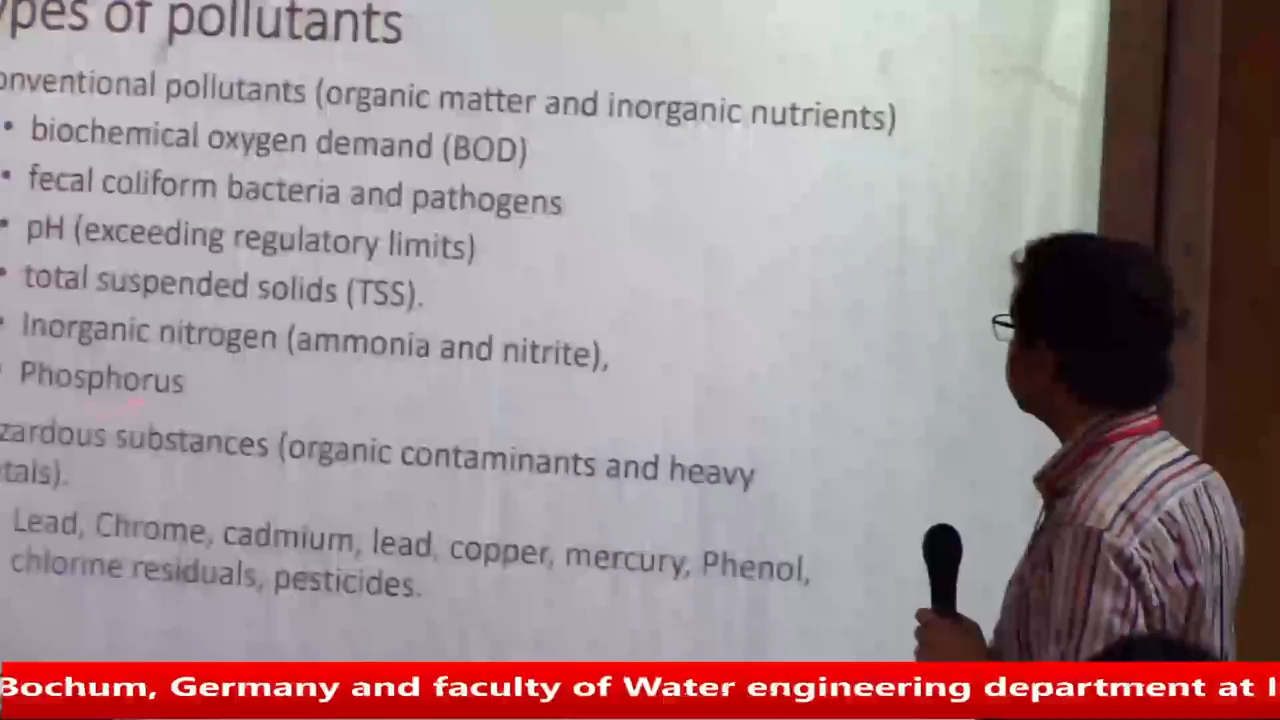 ypes of pollutants
onventional pollutants (organic matter and inorganic nutrients)
• biochemical oxygen demand (BOD)
• fecal coliform bacteria and pathogens
• pH (exceeding regulatory limits)
• total suspended solids (TSS).
• Inorganic nitrogen (ammonia and nitrite),
• Phosphorus
zardous substances (organic contaminants and heavy
tals).
Lead, Chrome, cadmium, lead, copper, mercury, Phenol,
chlorine residuals, pesticides.
Bochum, Germany and faculty of Water engineering department at